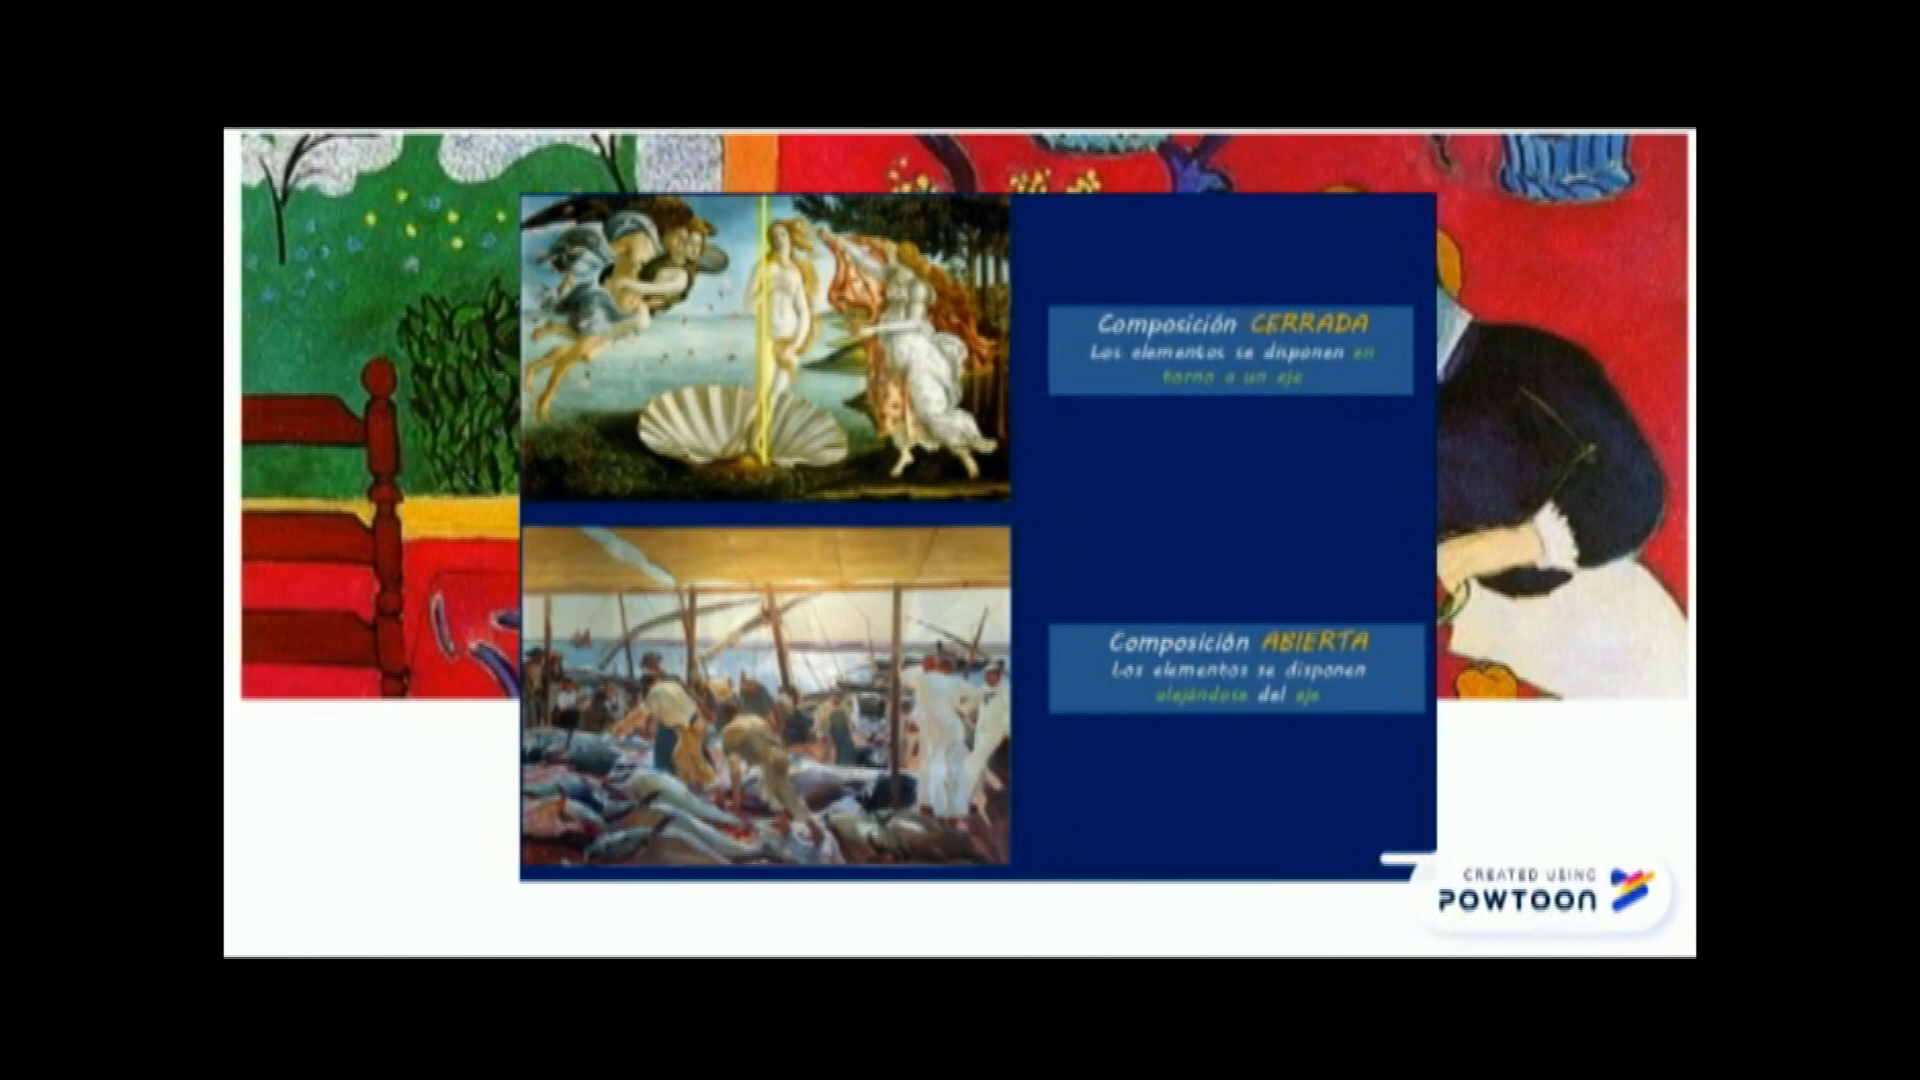 Composición CERRADA
Los elementos se disponen en
torno a un eje
Composición ABIERTA
Los elementos se disponen
alejándose del eje
CREATED USING
POWTOON